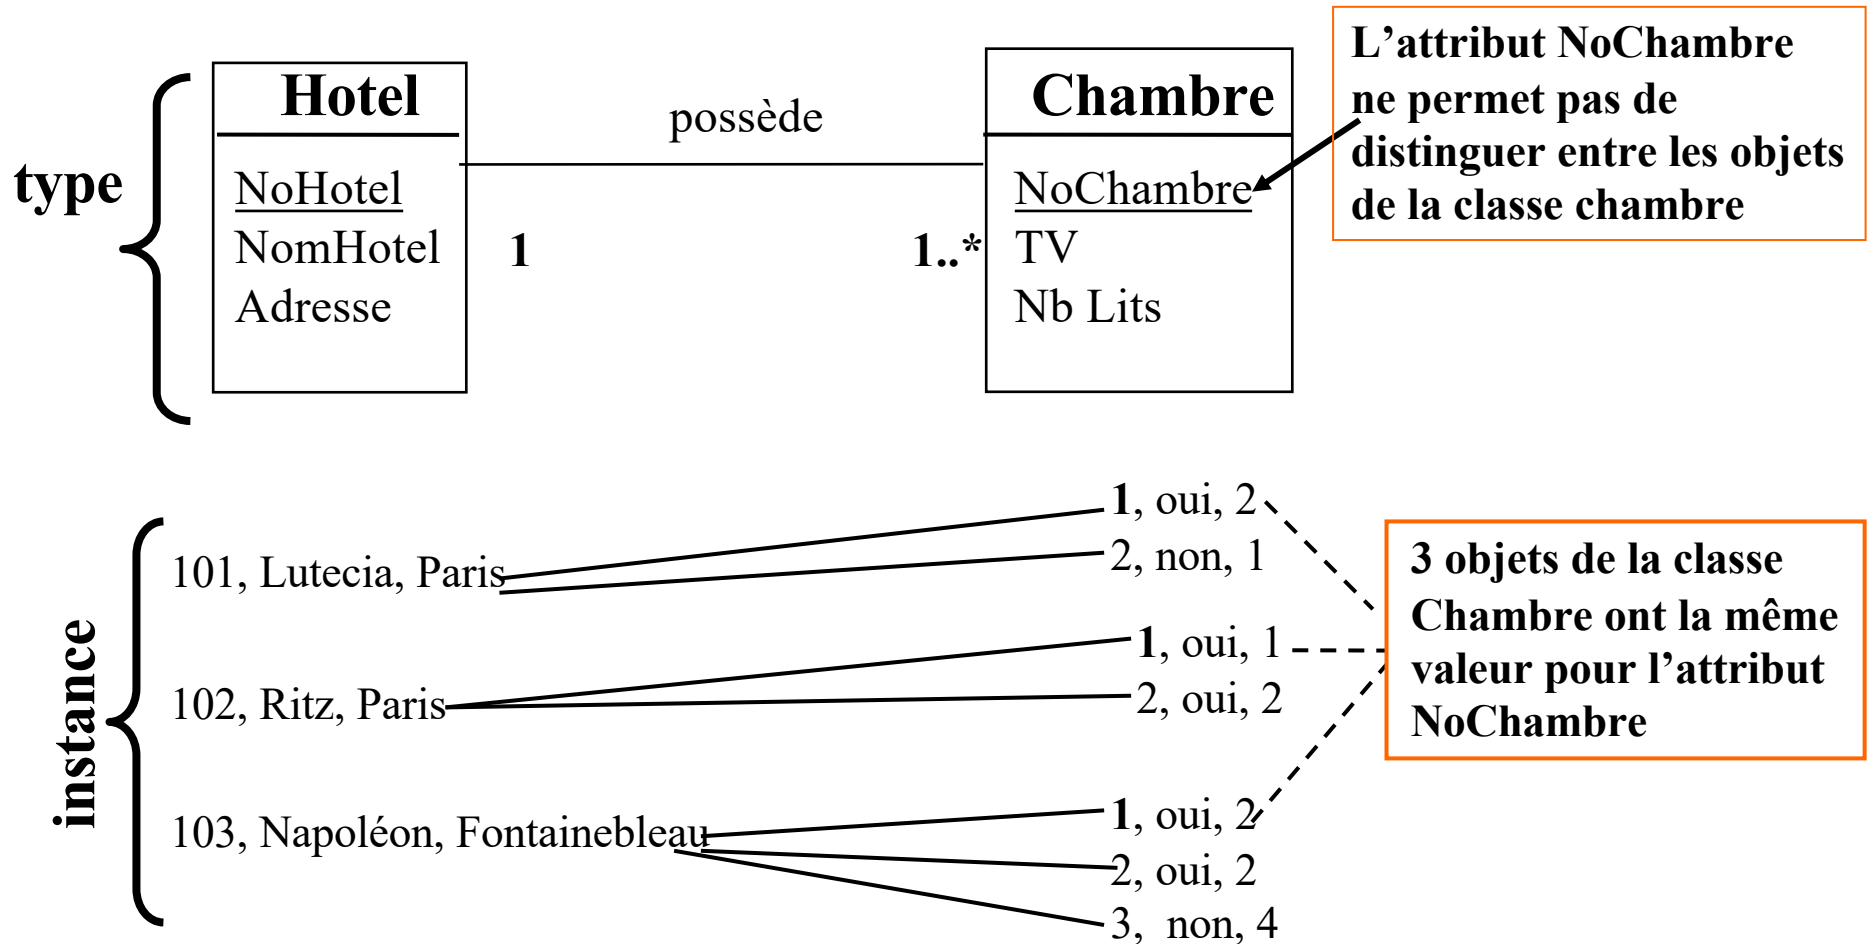 type
Hotel
NoHotel
NomHotel
Adresse
possède
1
1..*
Chambre
NoChambre
TV
Nb Lits
L’attribut NoChambre
ne permet pas de
distinguer entre les objets
de la classe chambre
instance
101, Lutecia, Paris
102, Ritz, Paris
103, Napoléon, Fontainebleau
1, oui, 2
2, non, 1
1, oui, 1
2, oui, 2
1, oui, 2
2, oui, 2
3, non, 4
3 objets de la classe
Chambre ont la même
valeur pour l’attribut
NoChambre